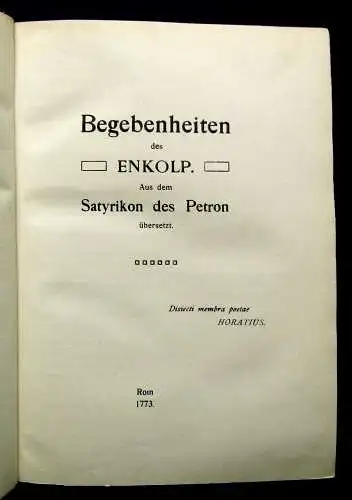 Begebenheiten
des
ENKOLP.
Aus dem
Satyrikon des Petron
übersetzt.
Disiecti membra poetae
HORATIUS.
Rom
1773.